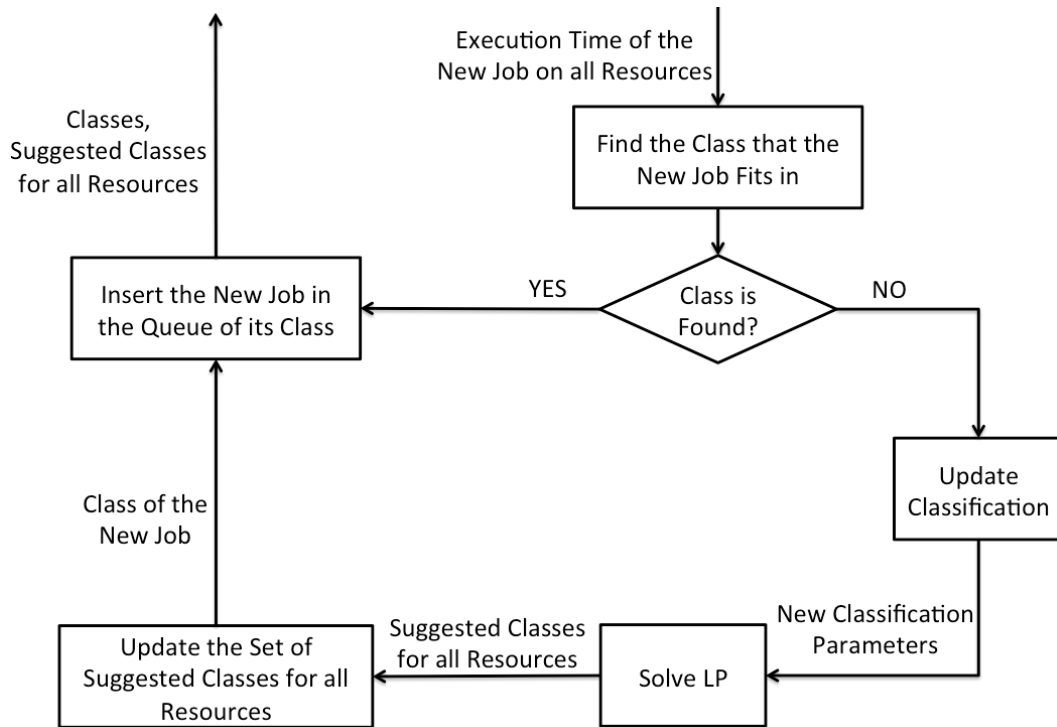 Execution Time of the
New Job on all Resources
Find the Class that the
New Job Fits in
Class is
Found?
YES
NO
Classes,
Suggested Classes
for all Resources
Insert the New Job in
the Queue of its Class
Update
Classification
New Classification
Parameters
Solve LP
Suggested Classes
for all Resources
Update the Set of
Suggested Classes for all
Resources
Class of the
New Job